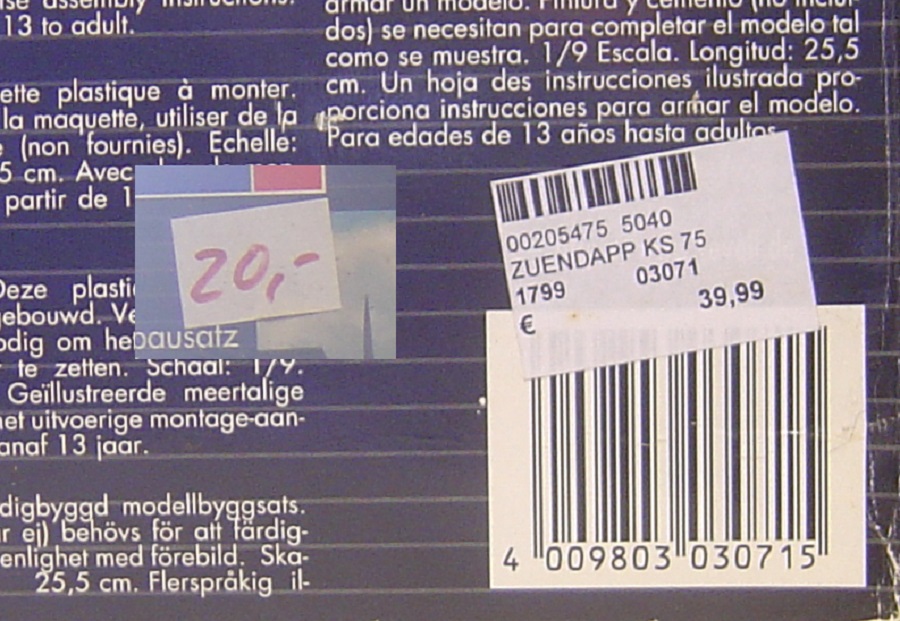 assembly instructions.
13 to adult.
ette plastique à monter.
la maquette, utiliser de la
(non fournies). Echelle:
5 cm. Avec
partir de 1
plasti
ebouwd.
odig om he
te zetten. Schaal: 1/9.
Geïllustreerde meertalige
et uitvoerige montage-aan-
anaf 13 jaar.
digbyggd modellbyggsats.
r ej) behövs för att färdig-
enlighet med förebild. Ska-
25,5 cm. Flerspråkig il-
armar un modelo. Pintura y cemento (no inclui-
dos) se necesitan para completar el modelo tal
como se muestra. 1/9 Escala. Longitud: 25,5
cm. Un hoja des instrucciones ilustrada pro-
porciona instrucciones para armar el modelo.
Para edades de 13 años hasta adultos
20,-
bausatz
00205475 5040
ZUENDAPP KS 75
1799 03071
39,99
€
4 009803 030715